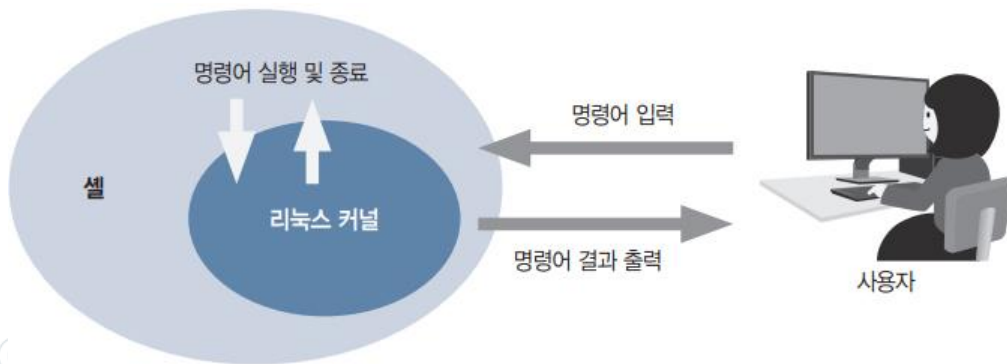 명령어 실행 및 종료
명령어 입력
셸
리눅스 커널
명령어 결과 출력
사용자